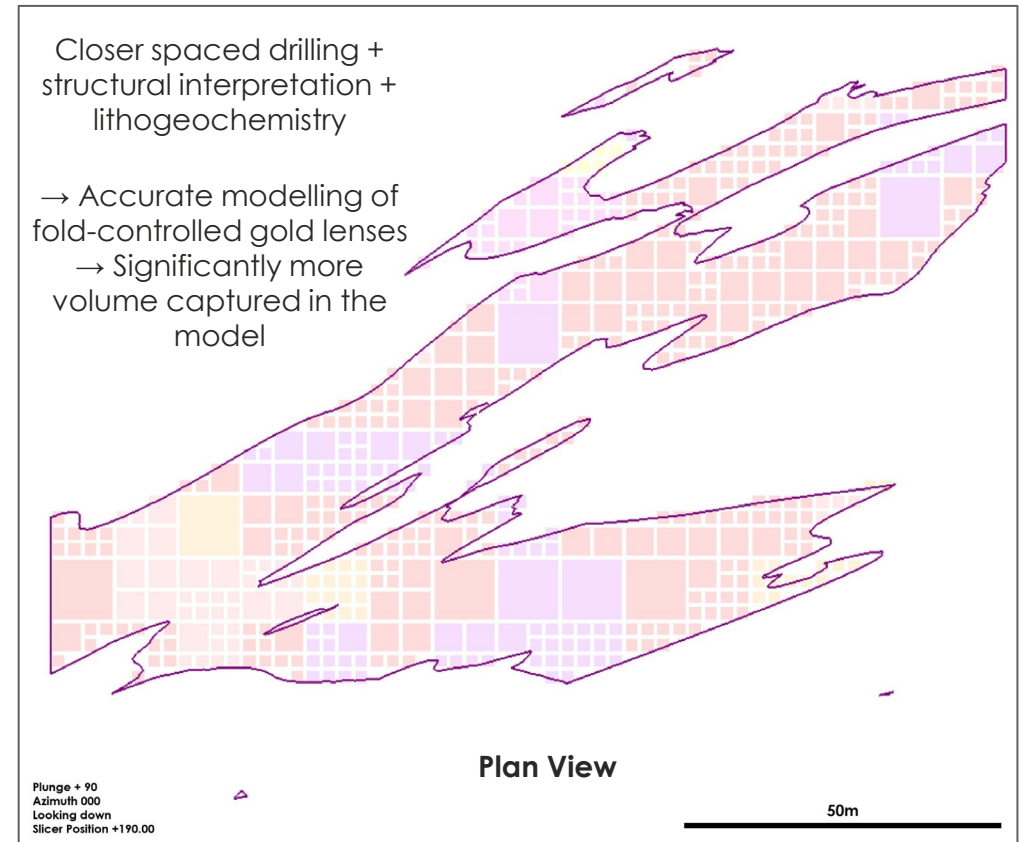 Closer spaced drilling +
structural interpretation +
lithogeochemistry
→ Accurate modelling of
fold-controlled gold lenses
→ Significantly more
volume captured in the
model
Plan View
Plunge + 90
Azimuth 000
Looking down
Slicer Position +190.00
50m